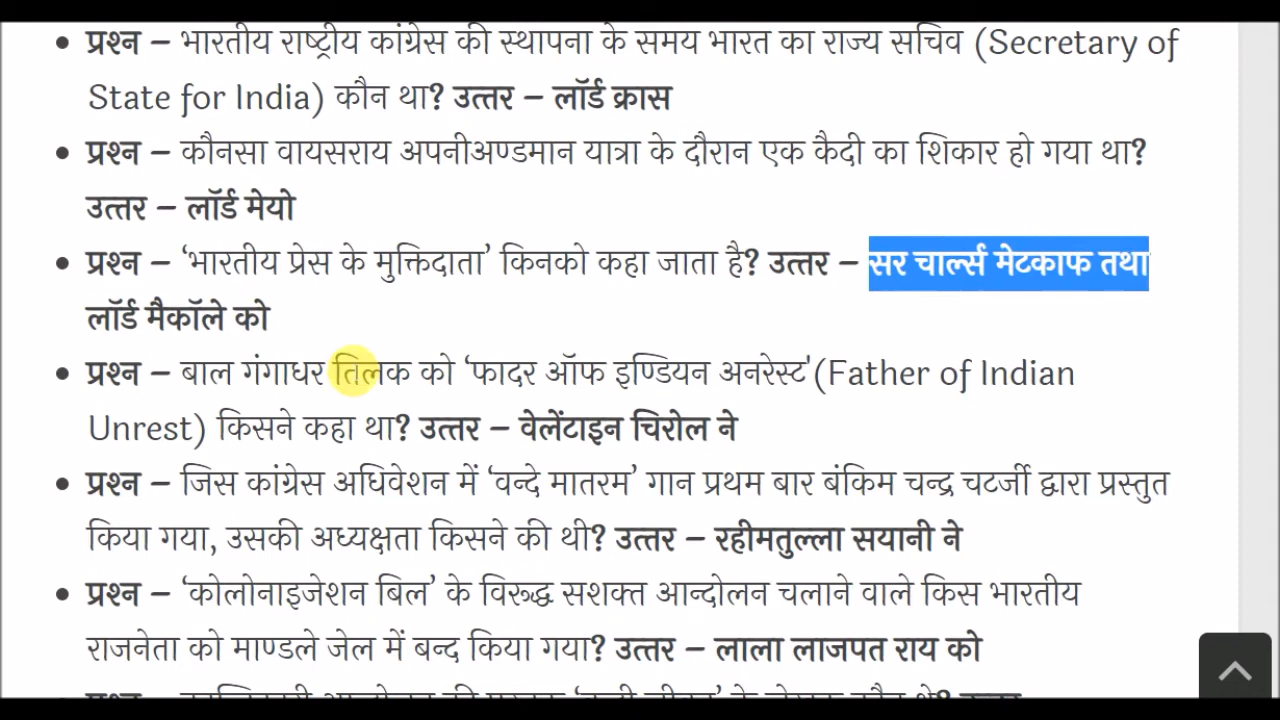 प्रश्न – भारतीय राष्ट्रीय कांग्रेस की स्थापना के समय भारत का राज्य सचिव (Secretary of
State for India) कौन था? उत्तर – लॉर्ड क्रास
प्रश्न – कौनसा वायसराय अपनीअण्डमान यात्रा के दौरान एक कैदी का शिकार हो गया था?
उत्तर – लॉर्ड मेयो
प्रश्न – ‘भारतीय प्रेस के मुक्तिदाता’ किनको कहा जाता है? उत्तर – सर चार्ल्स मेटकाफ तथा
लॉर्ड मैकॉले को
प्रश्न – बाल गंगाधर तिलक को ‘फादर ऑफ इण्डियन अनरेस्ट'(Father of Indian
Unrest) किसने कहा था? उत्तर – वेलेंटाइन चिरोल ने
प्रश्न – जिस कांग्रेस अधिवेशन में ‘वन्दे मातरम’ गान प्रथम बार बंकिम चन्द्र चटर्जी द्वारा प्रस्तुत
किया गया, उसकी अध्यक्षता किसने की थी? उत्तर – रहीमतुल्ला सयानी ने
प्रश्न – ‘कोलोनाइजेशन बिल’ के विरूद्ध सशक्त आन्दोलन चलाने वाले किस भारतीय
राजनेता को माण्डले जेल में बन्द किया गया? उत्तर – लाला लाजपत राय को